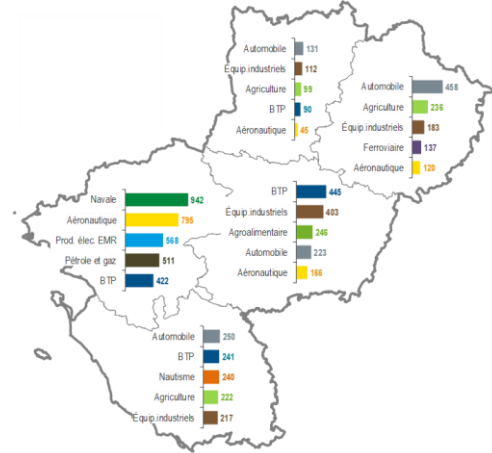 Automobile 131
Équip.industriels 112
Agriculture 99
BTP 90
Aéronautique 45
Automobile 458
Agriculture 236
Équip.industriels 183
Ferroviaire 137
Aéronautique 120
Navale 942
Aéronautique 795
Prod. élec. EMR 568
Pétrole et gaz 511
BTP 422
BTP 445
Équip.industriels 403
Agroalimentaire 246
Automobile 223
Aéronautique 166
Automobile 250
BTP 241
Nautisme 240
Agriculture 222
Équip.industriels 217